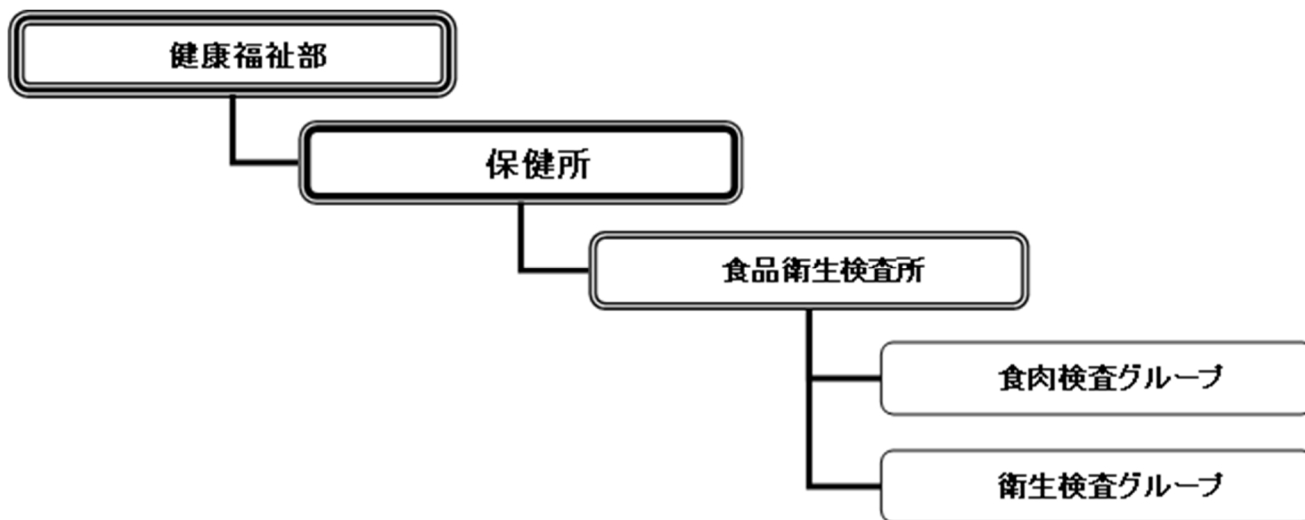 健康福祉部
保健所
食品衛生検査所
食肉検査グループ
衛生検査グループ